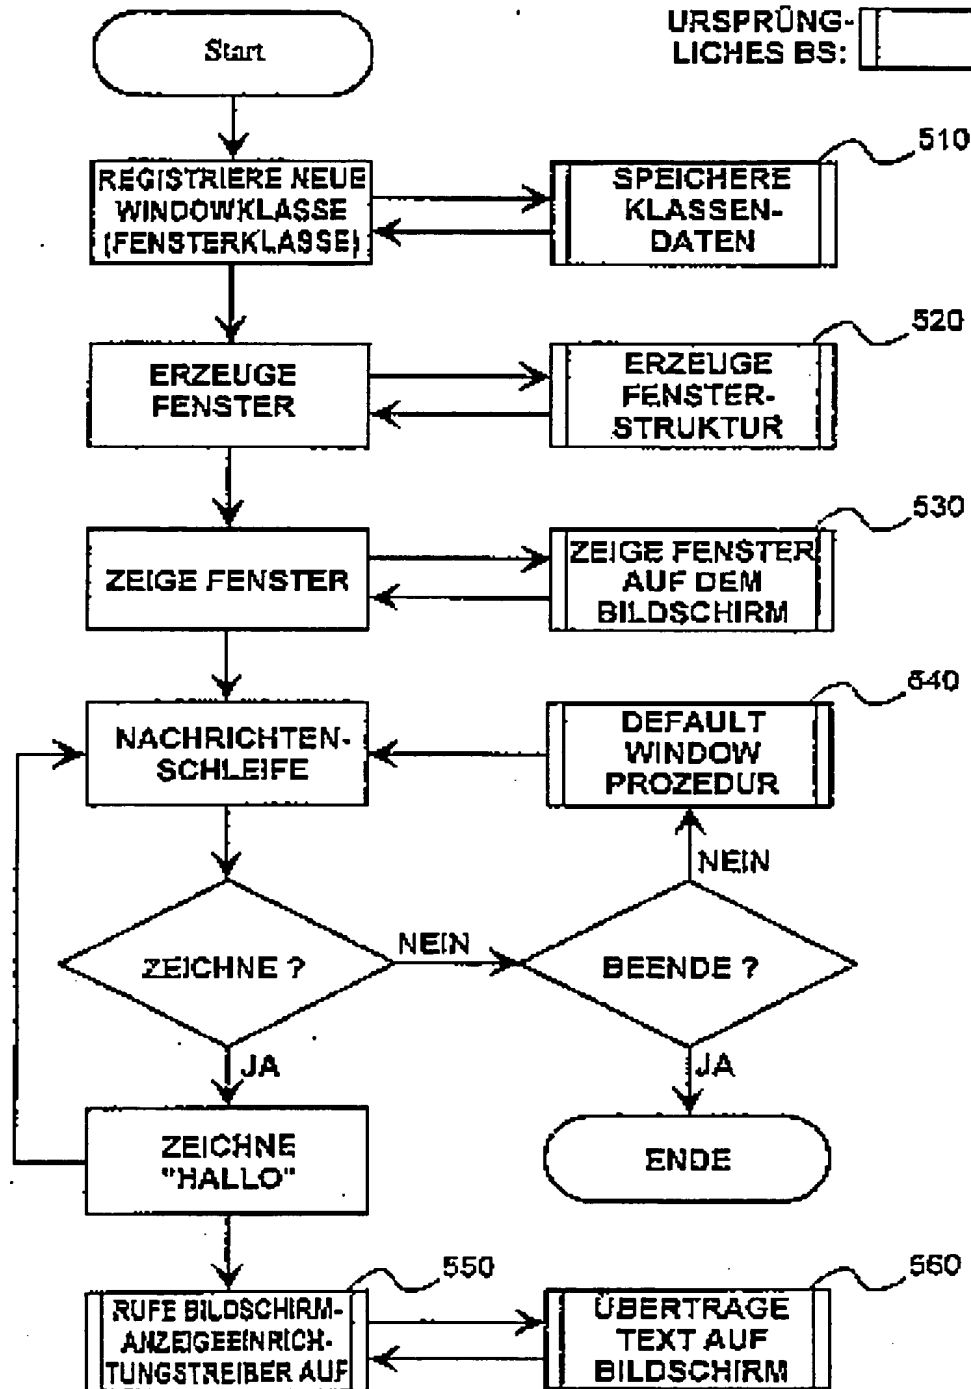 URSPRÜNG-
LICHES BS:
Start
510
REGISTRIERE NEUE
WINDOWKLASSE
(FENSTERKLASSE)
SPEICHERE
KLASSEN-
DATEN
520
ERZEUGE
FENSTER
ERZEUGE
FENSTER-
STRUKTUR
530
ZEIGE FENSTER
ZEIGE FENSTER
AUF DEM
BILDSCHIRM
540
NACHRICHTEN-
SCHLEIFE
DEFAULT
WINDOW
PROZEDUR
NEIN
ZEICHNE ?
NEIN
BEENDE ?
JA
JA
ZEICHNE
"HALLO"
ENDE
550
560
RUFE BILDSCHIRM-
ANZEIGEEINRICH-
TUNGSTREIBER AUF
ÜBERTRAGE
TEXT AUF
BILDSCHIRM